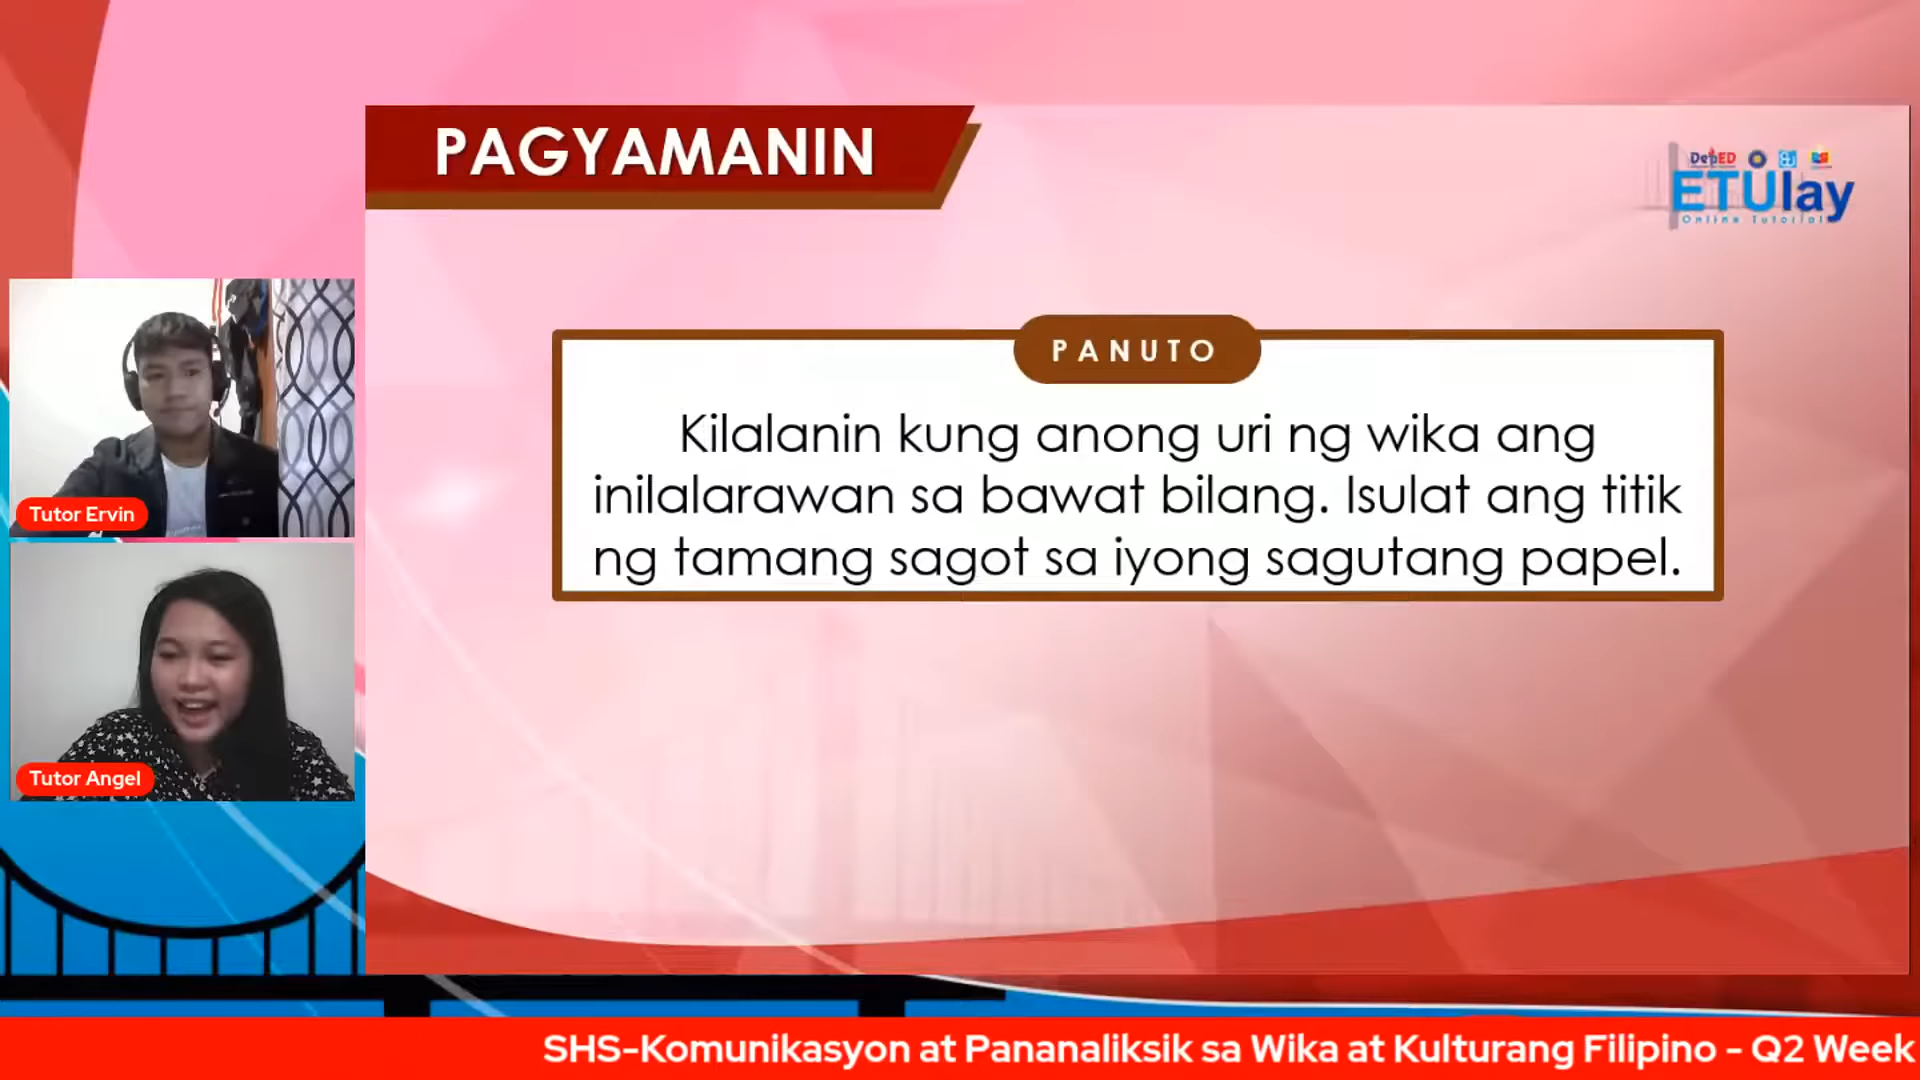 PAGYAMANIN
DepED
ETUlay
Online Tutorial
PANUTO
Kilalanin kung anong uri ng wika ang
inilalarawan sa bawat bilang. Isulat ang titik
ng tamang sagot sa iyong sagutang papel.
Tutor Ervin
Tutor Angel
SHS-Komunikasyon at Pananaliksik sa Wika at Kulturang Filipino - Q2 Week